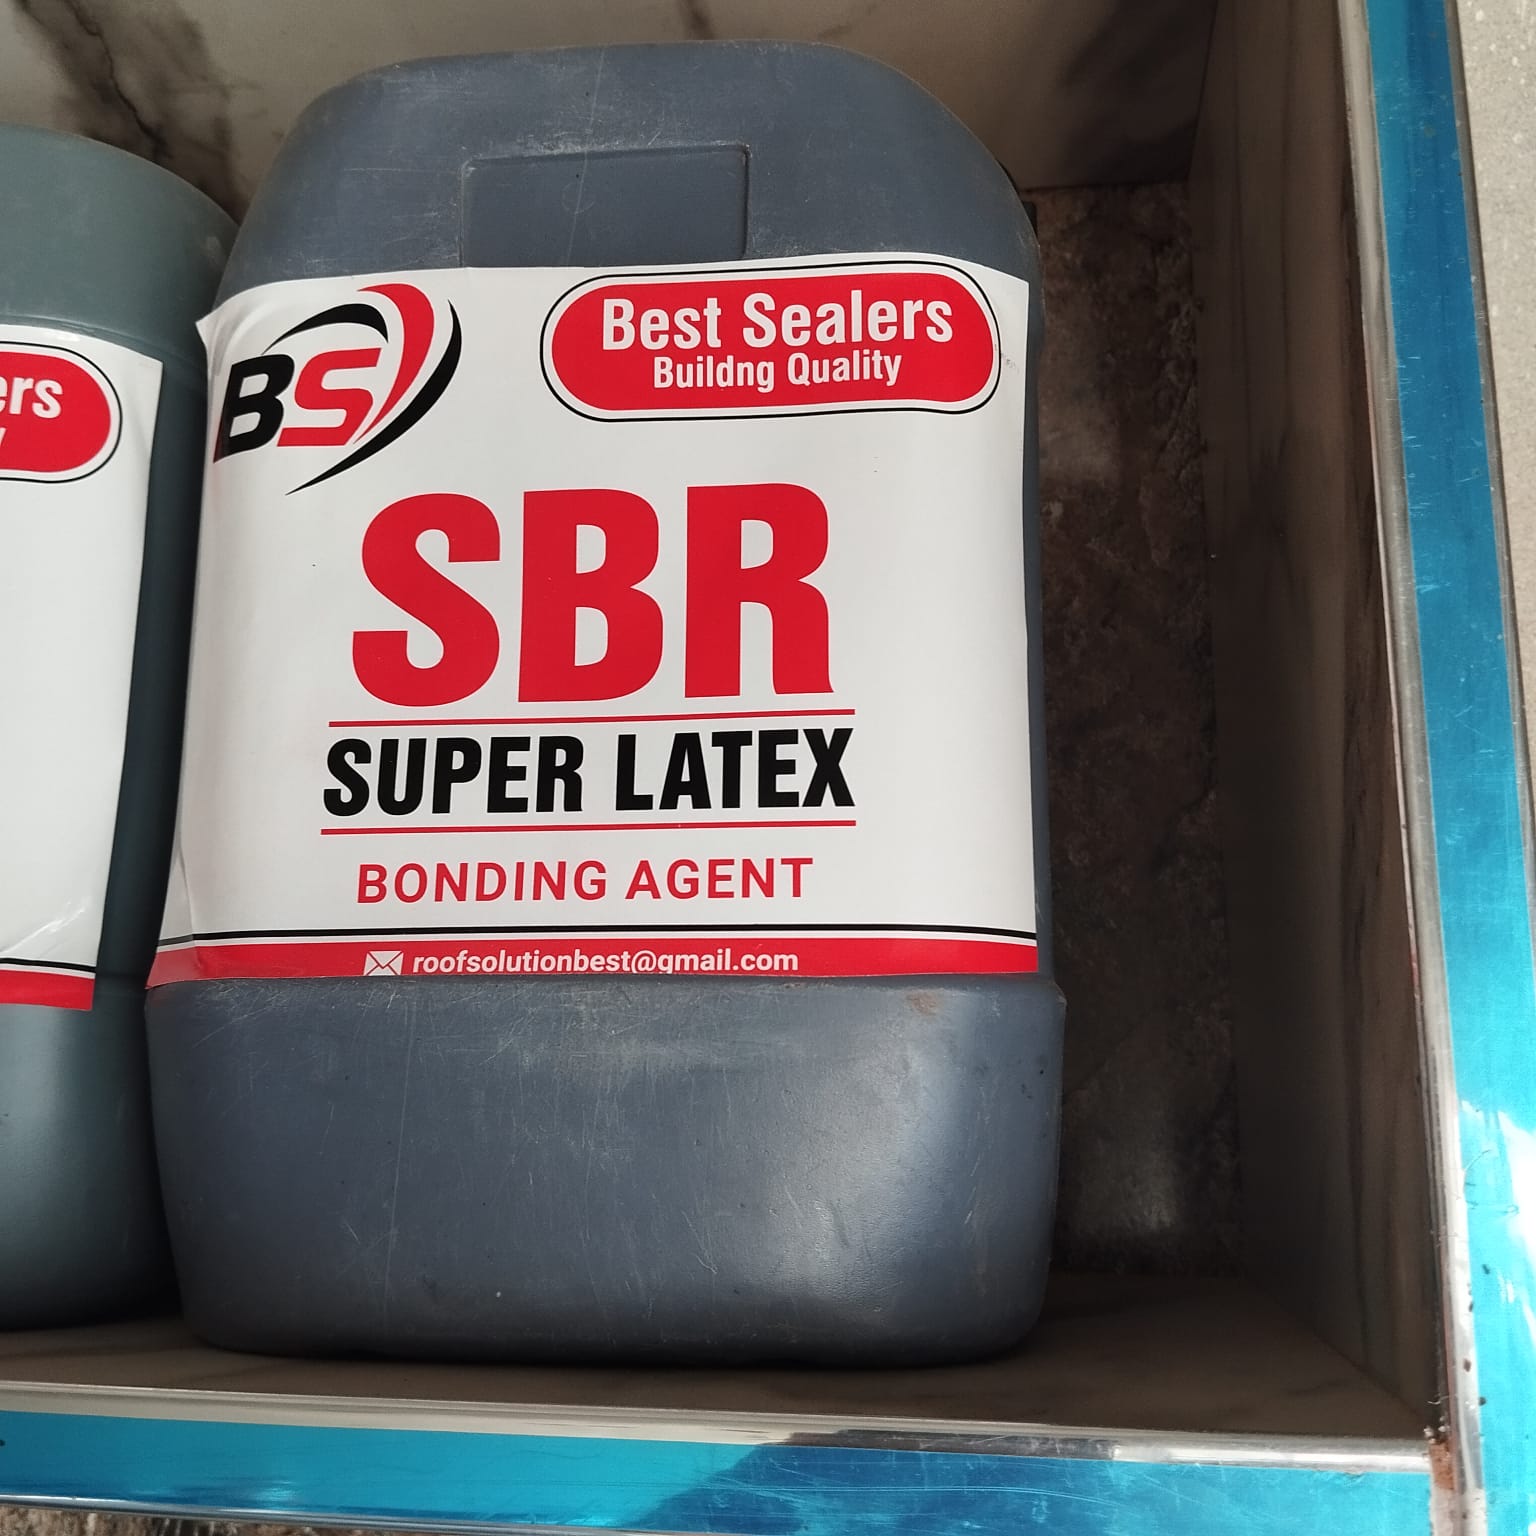 BS
Best Sealers
Buildng Quality
SBR
SUPER LATEX
BONDING AGENT
roofsolutionbest@gmail.com
ers